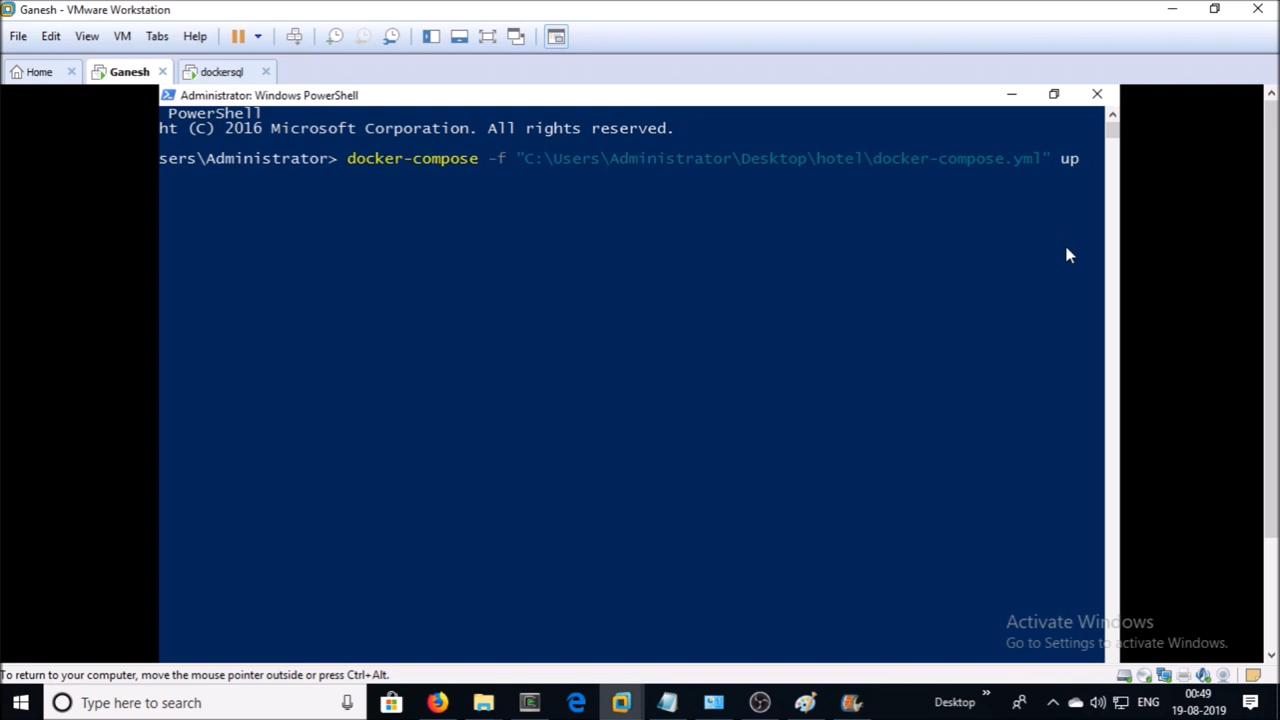 Ganesh - VMware Workstation
File Edit View VM Tabs Help
Home Ganesh dockersql
Administrator: Windows PowerShell
PowerShell
ht (C) 2016 Microsoft Corporation. All rights reserved.
sers\Administrator> docker-compose -f "C:\Users\Administrator\Desktop\hotel\docker-compose.yml" up
Activate Windows
Go to Settings to activate Windows.
To return to your computer, move the mouse pointer outside or press Ctrl+Alt.
Type here to search
Desktop
ENG
00:49
19-08-2019